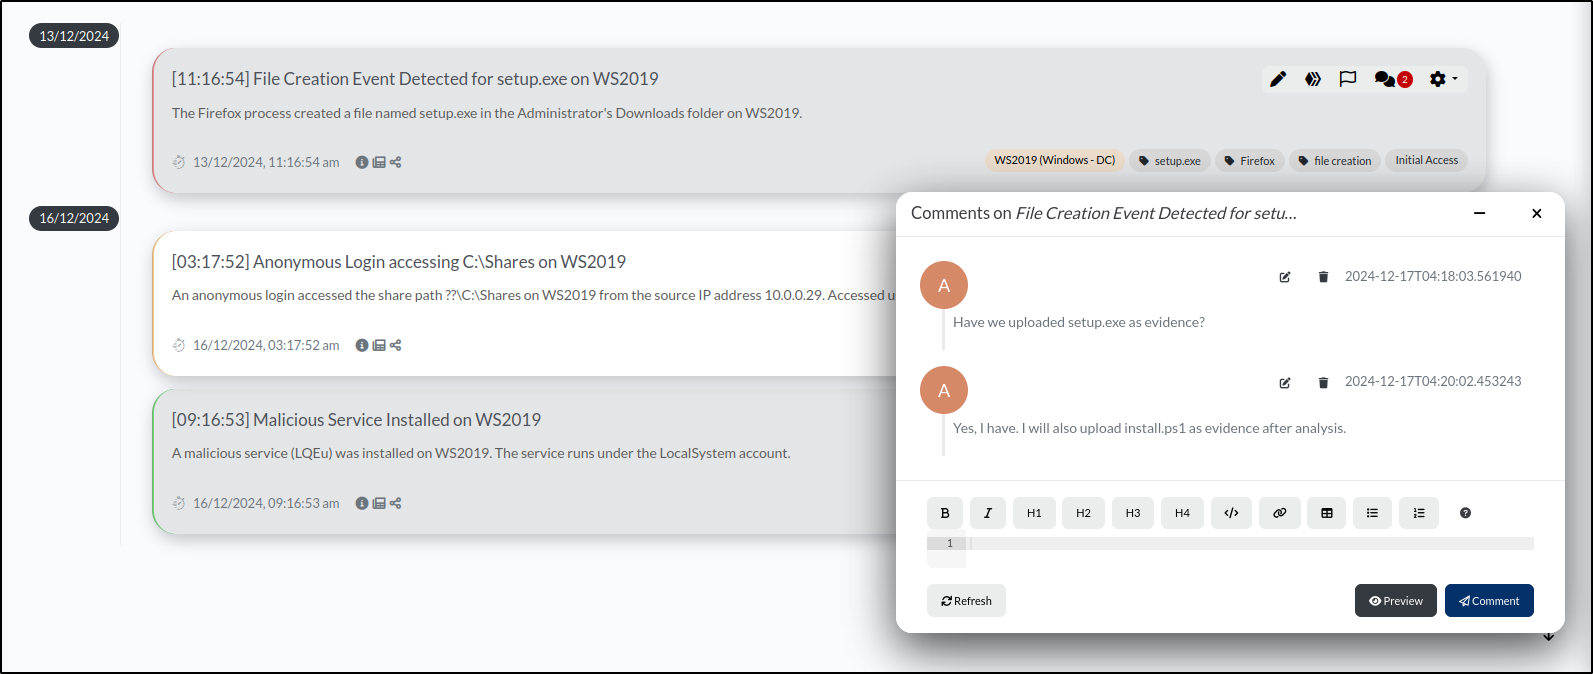 13/12/2024
[11:16:54] File Creation Event Detected for setup.exe on WS2019
2
The Firefox process created a file named setup.exe in the Administrator's Downloads folder on WS2019.
13/12/2024, 11:16:54 am
WS2019 (Windows - DC) setup.exe Firefox file creation Initial Access
16/12/2024
[03:17:52] Anonymous Login accessing C:\Shares on WS2019
An anonymous login accessed the share path ??\C:\Shares on WS2019 from the source IP address 10.0.0.29. Accessed u
16/12/2024, 03:17:52 am
[09:16:53] Malicious Service Installed on WS2019
A malicious service (LQEu) was installed on WS2019. The service runs under the LocalSystem account.
16/12/2024, 09:16:53 am
Comments on File Creation Event Detected for setu...
A
2024-12-17T04:18:03.561940
Have we uploaded setup.exe as evidence?
A
2024-12-17T04:20:02.453243
Yes, I have. I will also upload install.ps1 as evidence after analysis.
B I H1 H2 H3 H4 </>
1
Refresh Preview Comment